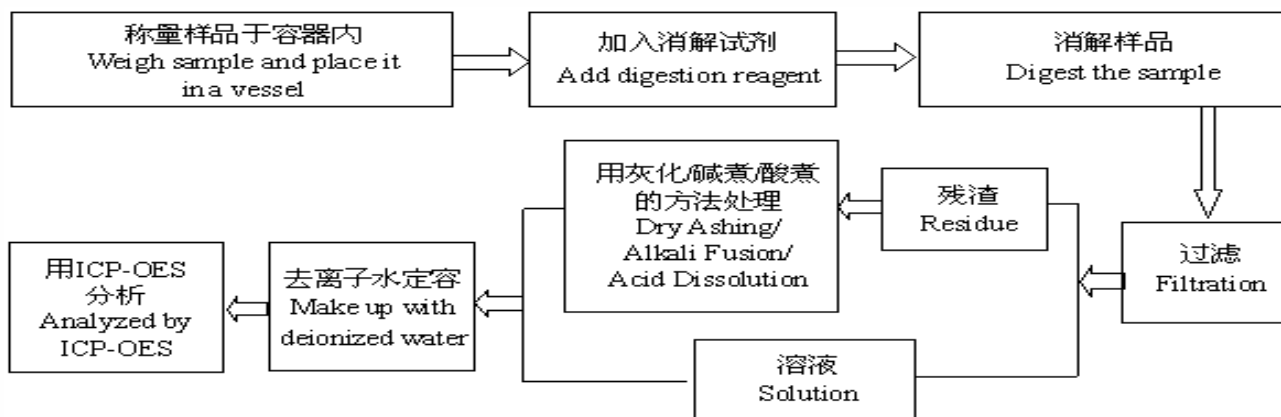 称量样品于容器内
Weigh sample and place it
in a vessel
加入消解试剂
Add digestion reagent
消解样品
Digest the sample
过滤
Filtration
残渣
Residue
用灰化/碱煮/酸煮
的方法处理
Dry Ashing/
Alkali Fusion/
Acid Dissolution
溶液
Solution
去离子水定容
Make up with
deionized water
用ICP-OES
分析
Analyzed by
ICP-OES